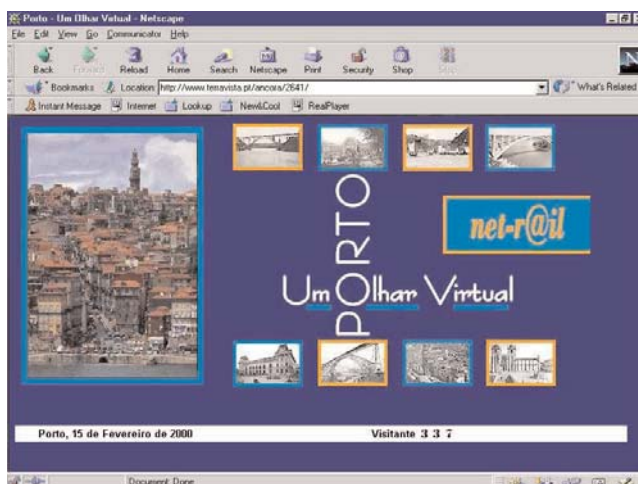 Porto - Um Olhar Virtual - Netscape
File Edit View Go Communicator Help
Back Forward Reload Home Search Netscape Print Security Shop Stop
Bookmarks Location: http://www.terravista.pt/ancora/2641/ What's Related
Instant Message Internet Lookup New&Cool RealPlayer
PORTO
net-r@il
Um Olhar Virtual
Porto, 15 de Fevereiro de 2000 Visitante 3 3 7
Document: Done